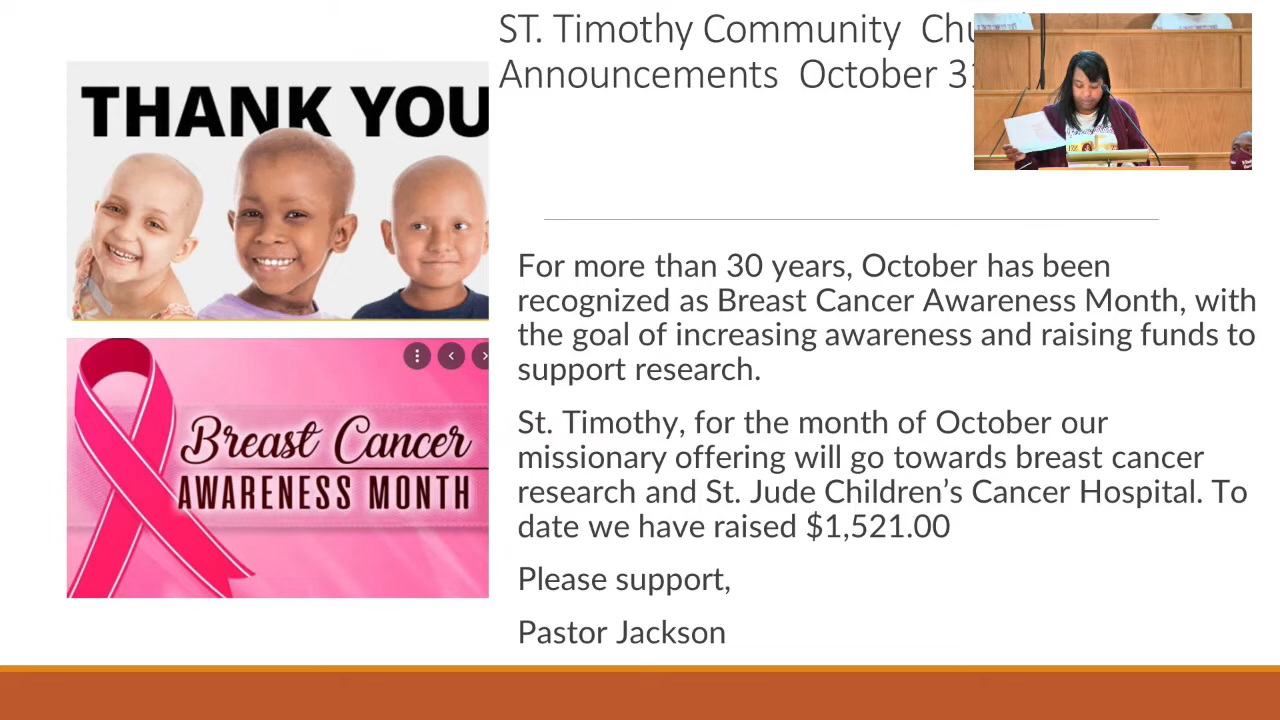 ST. Timothy Community
Announcements October
THANK YOU
For more than 30 years, October has been
recognized as Breast Cancer Awareness Month, with
the goal of increasing awareness and raising funds to
support research.
Breast Cancer
AWARENESS MONTH
St. Timothy, for the month of October our
missionary offering will go towards breast cancer
research and St. Jude Children’s Cancer Hospital. To
date we have raised $1,521.00
Please support,
Pastor Jackson